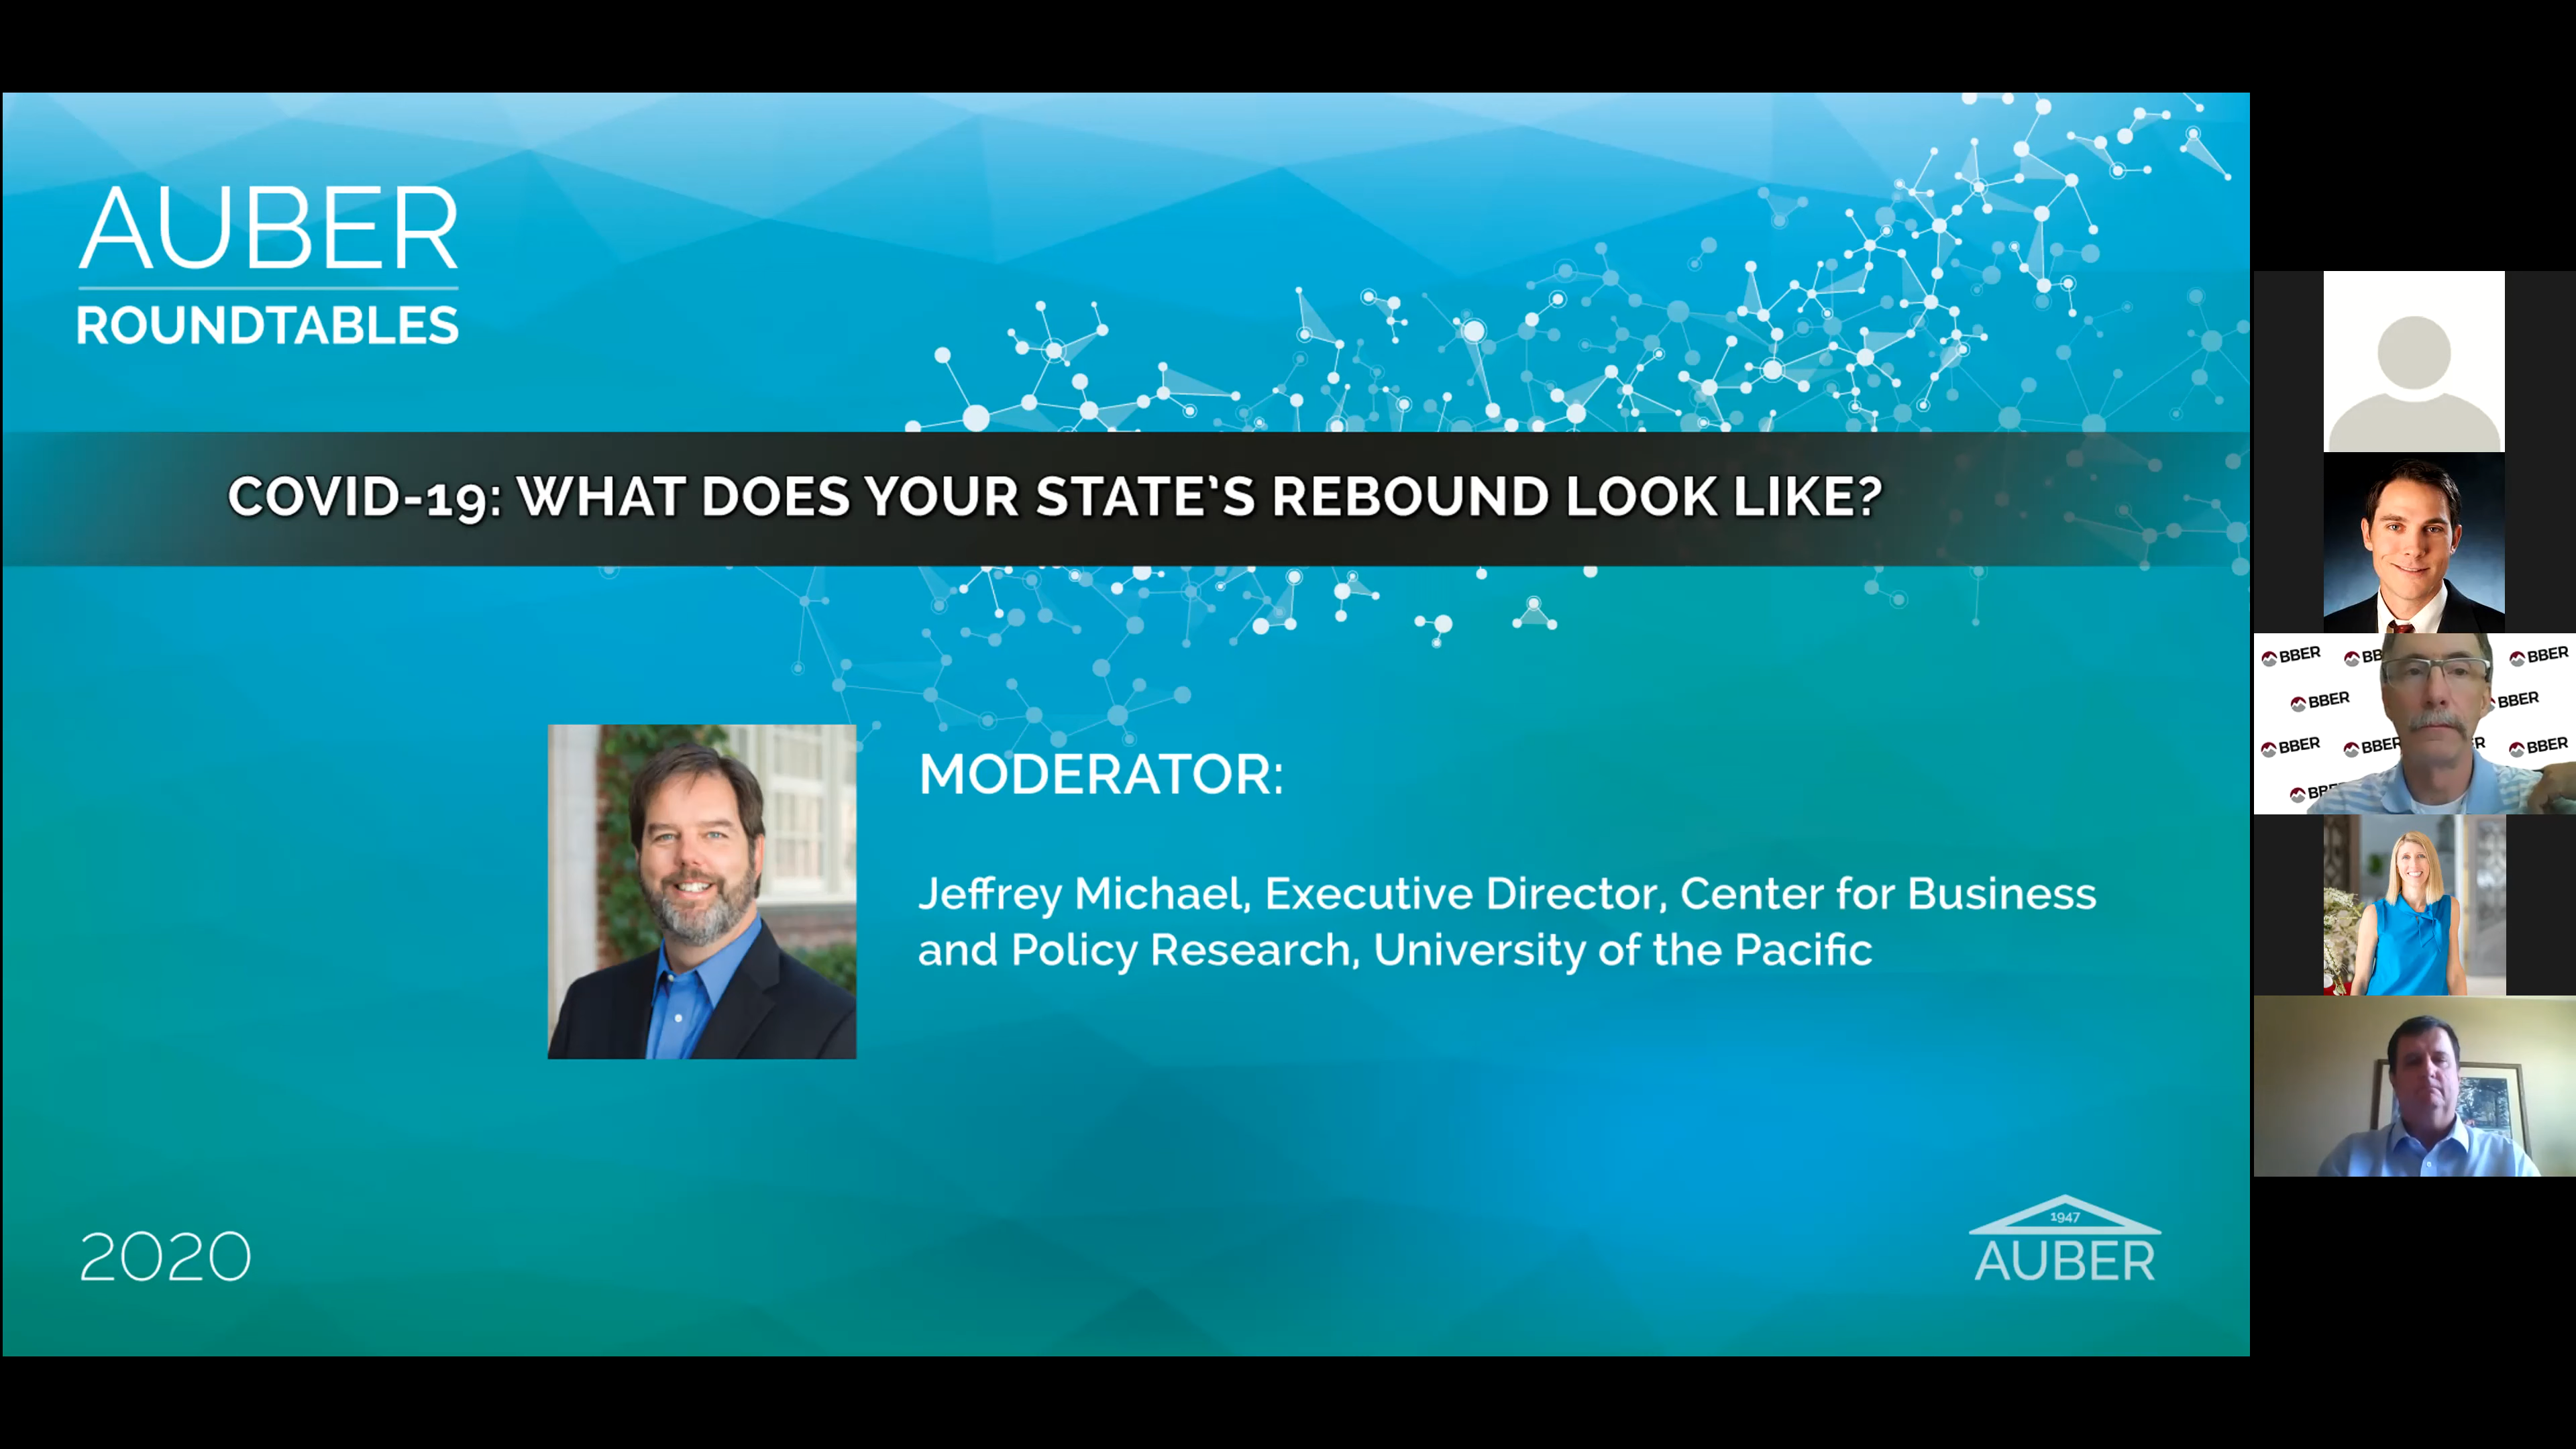 AUBER
ROUNDTABLES
COVID-19: WHAT DOES YOUR STATE'S REBOUND LOOK LIKE?
MODERATOR:
Jeffrey Michael, Executive Director, Center for Business
and Policy Research, University of the Pacific
2020
1947
AUBER
BBER
BB
BBER
BBER
BBER
BBER
BBER
R
BBER